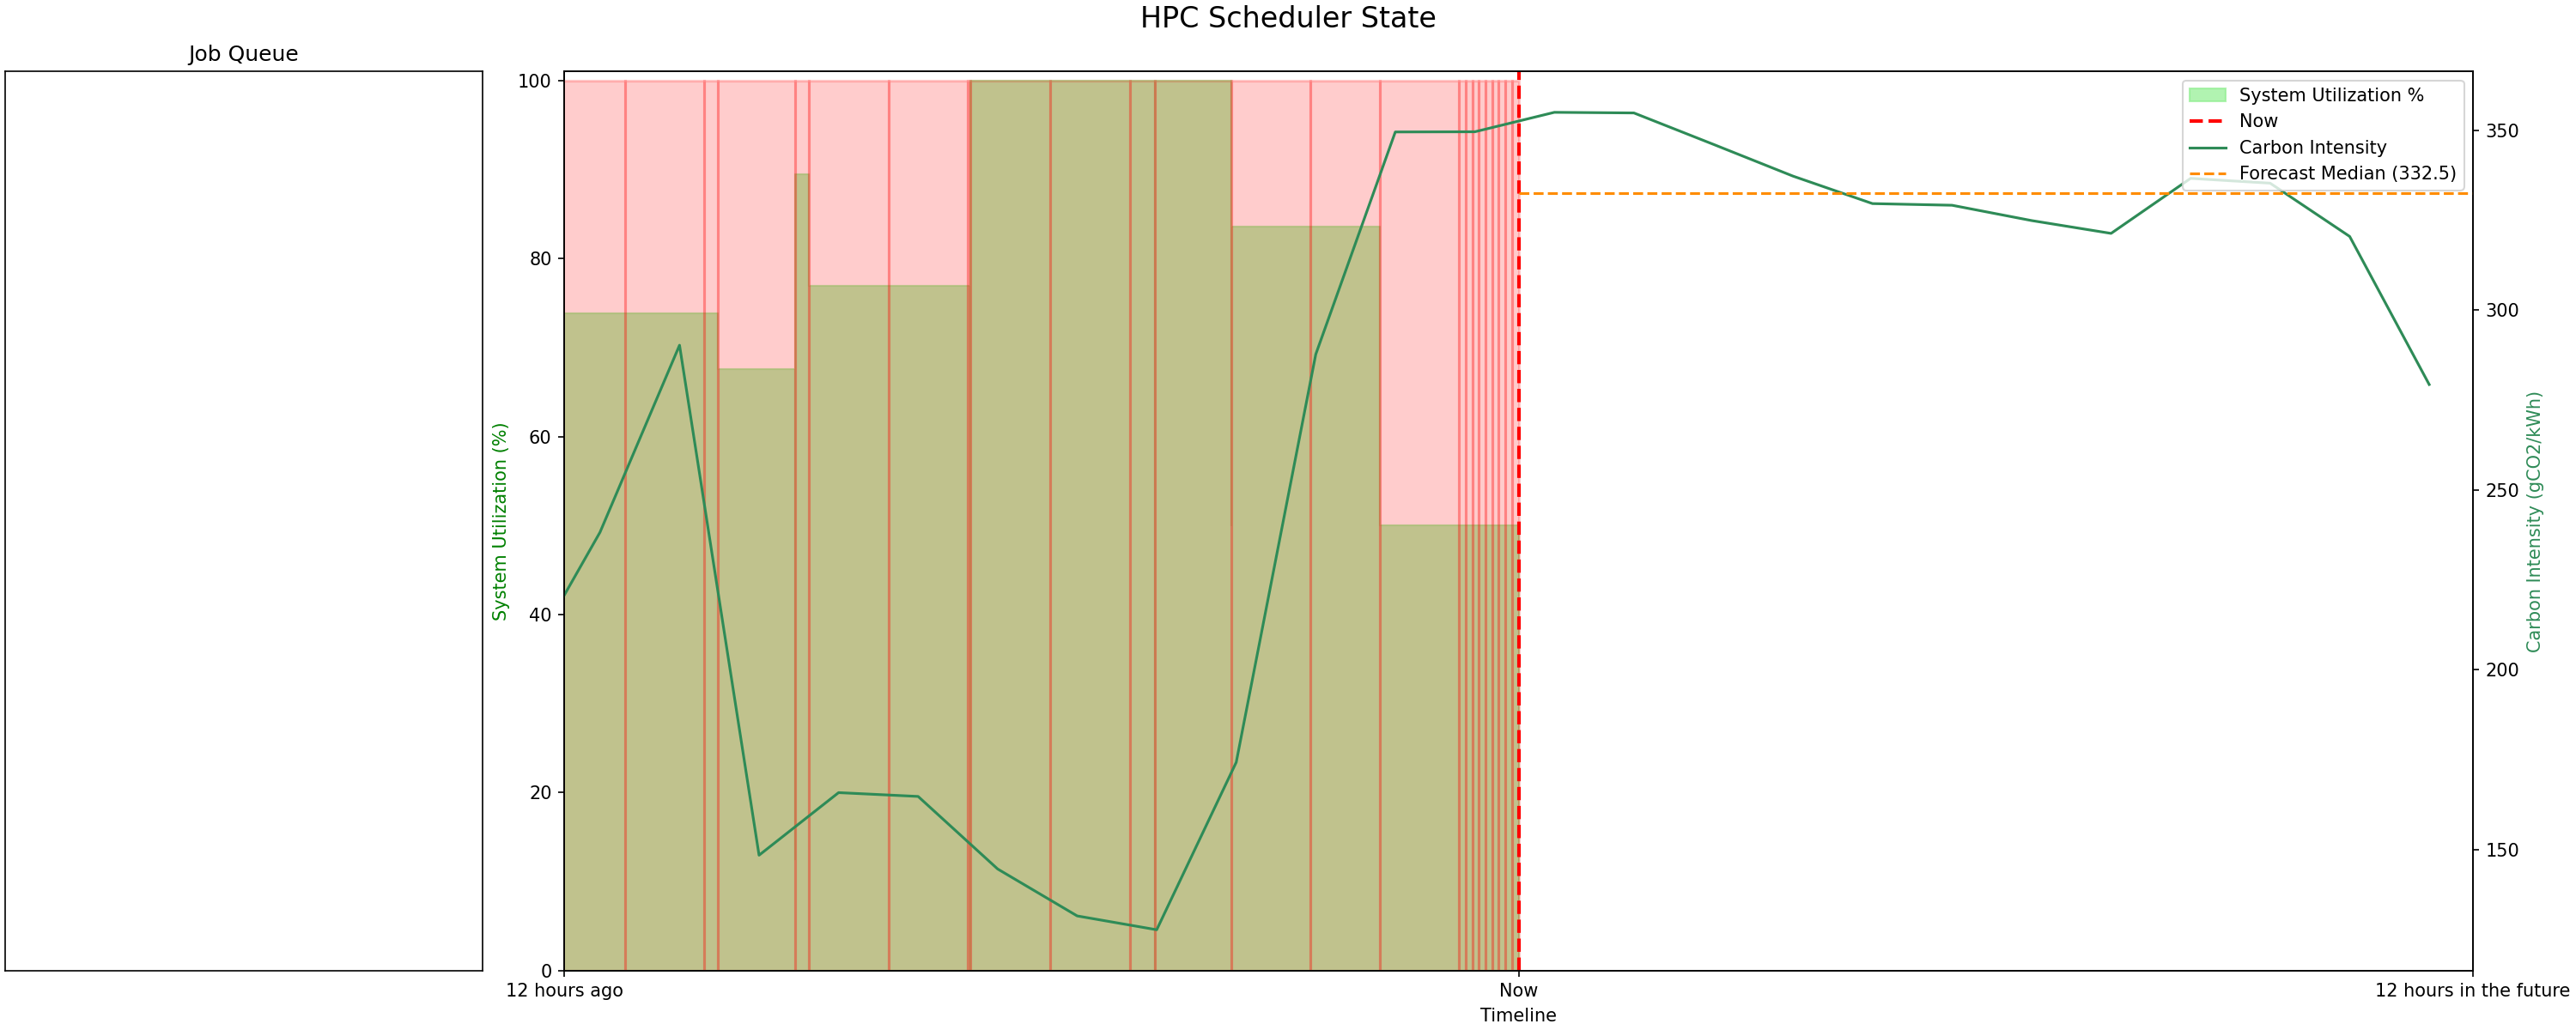 HPC Scheduler State
Job Queue
System Utilization (%)
100
80
60
40
20
0
System Utilization %
Now
Carbon Intensity
Forecast Median (332.5)
350
300
250
200
150
Carbon Intensity (gCO2/kWh)
12 hours ago
Now
12 hours in the future
Timeline